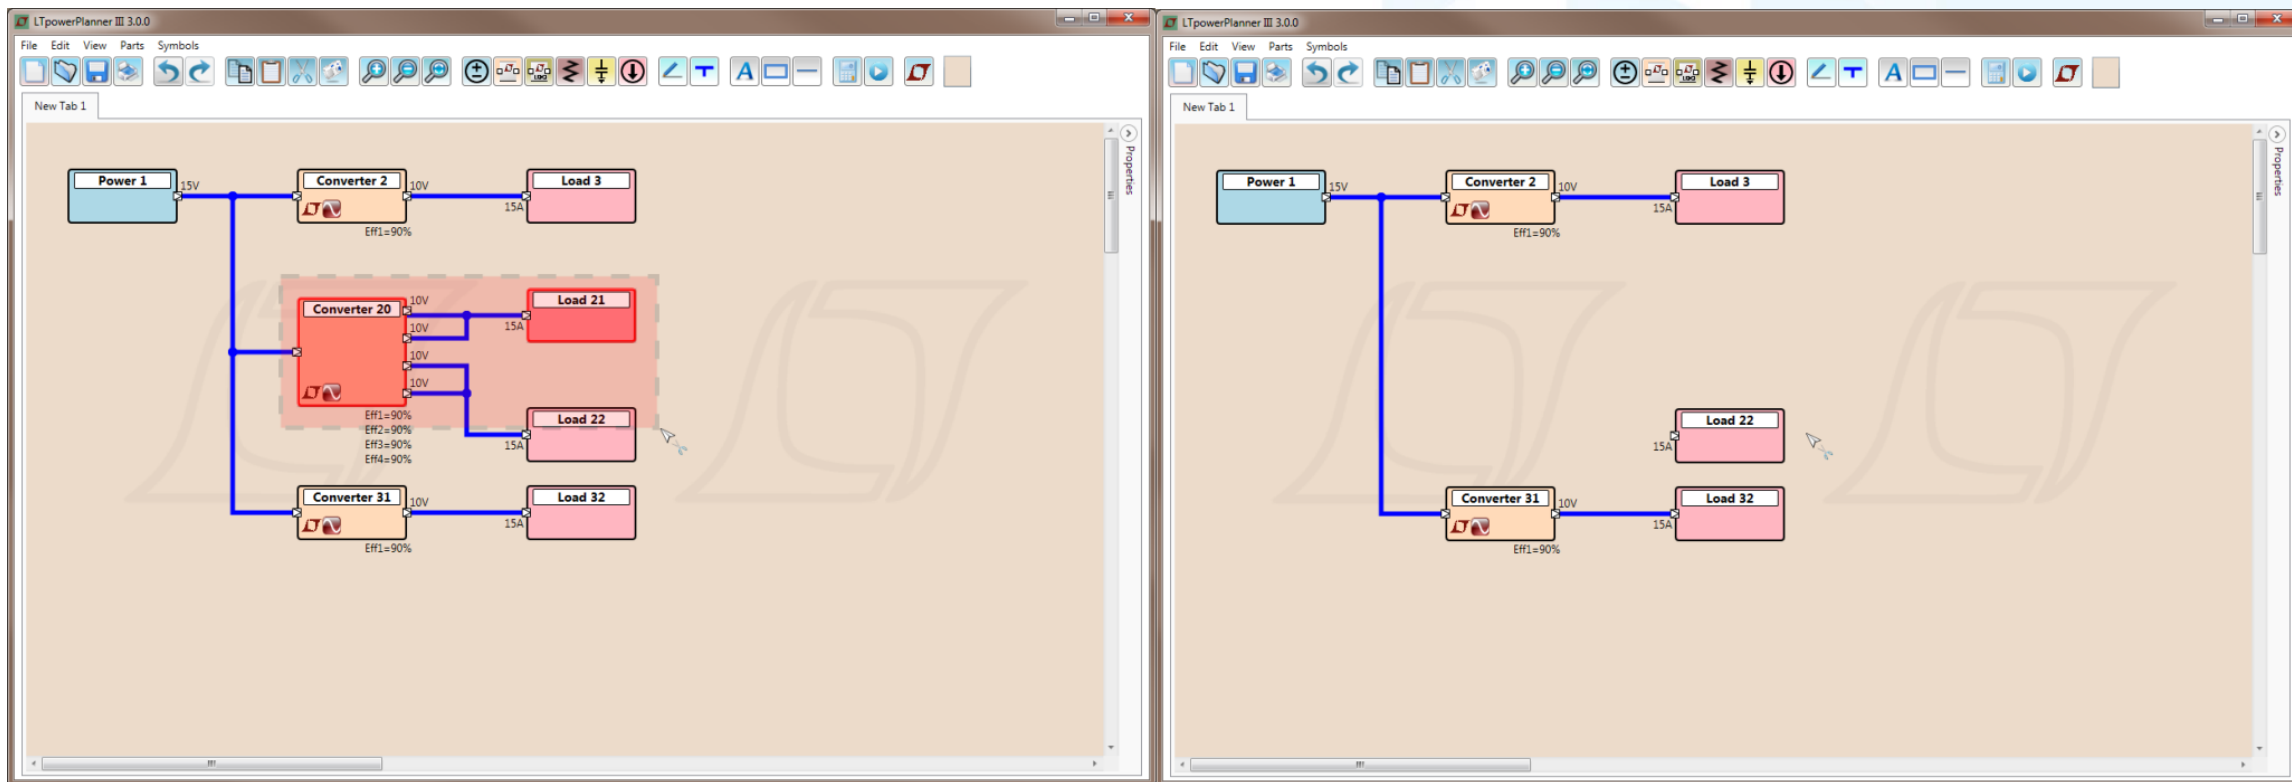 LTpowerPlanner III 3.0.0
File Edit View Parts Symbols
LOAD
A
New Tab 1
Properties
Power 1
15V
Converter 2
10V
Eff1=90%
Load 3
15A
Converter 20
10V
10V
10V
10V
Eff1=90%
Eff2=90%
Eff3=90%
Eff4=90%
Load 21
15A
Load 22
15A
Converter 31
10V
Eff1=90%
Load 32
15A
LTpowerPlanner III 3.0.0
File Edit View Parts Symbols
LOAD
A
New Tab 1
Properties
Power 1
15V
Converter 2
10V
Eff1=90%
Load 3
15A
Load 22
15A
Converter 31
10V
Eff1=90%
Load 32
15A